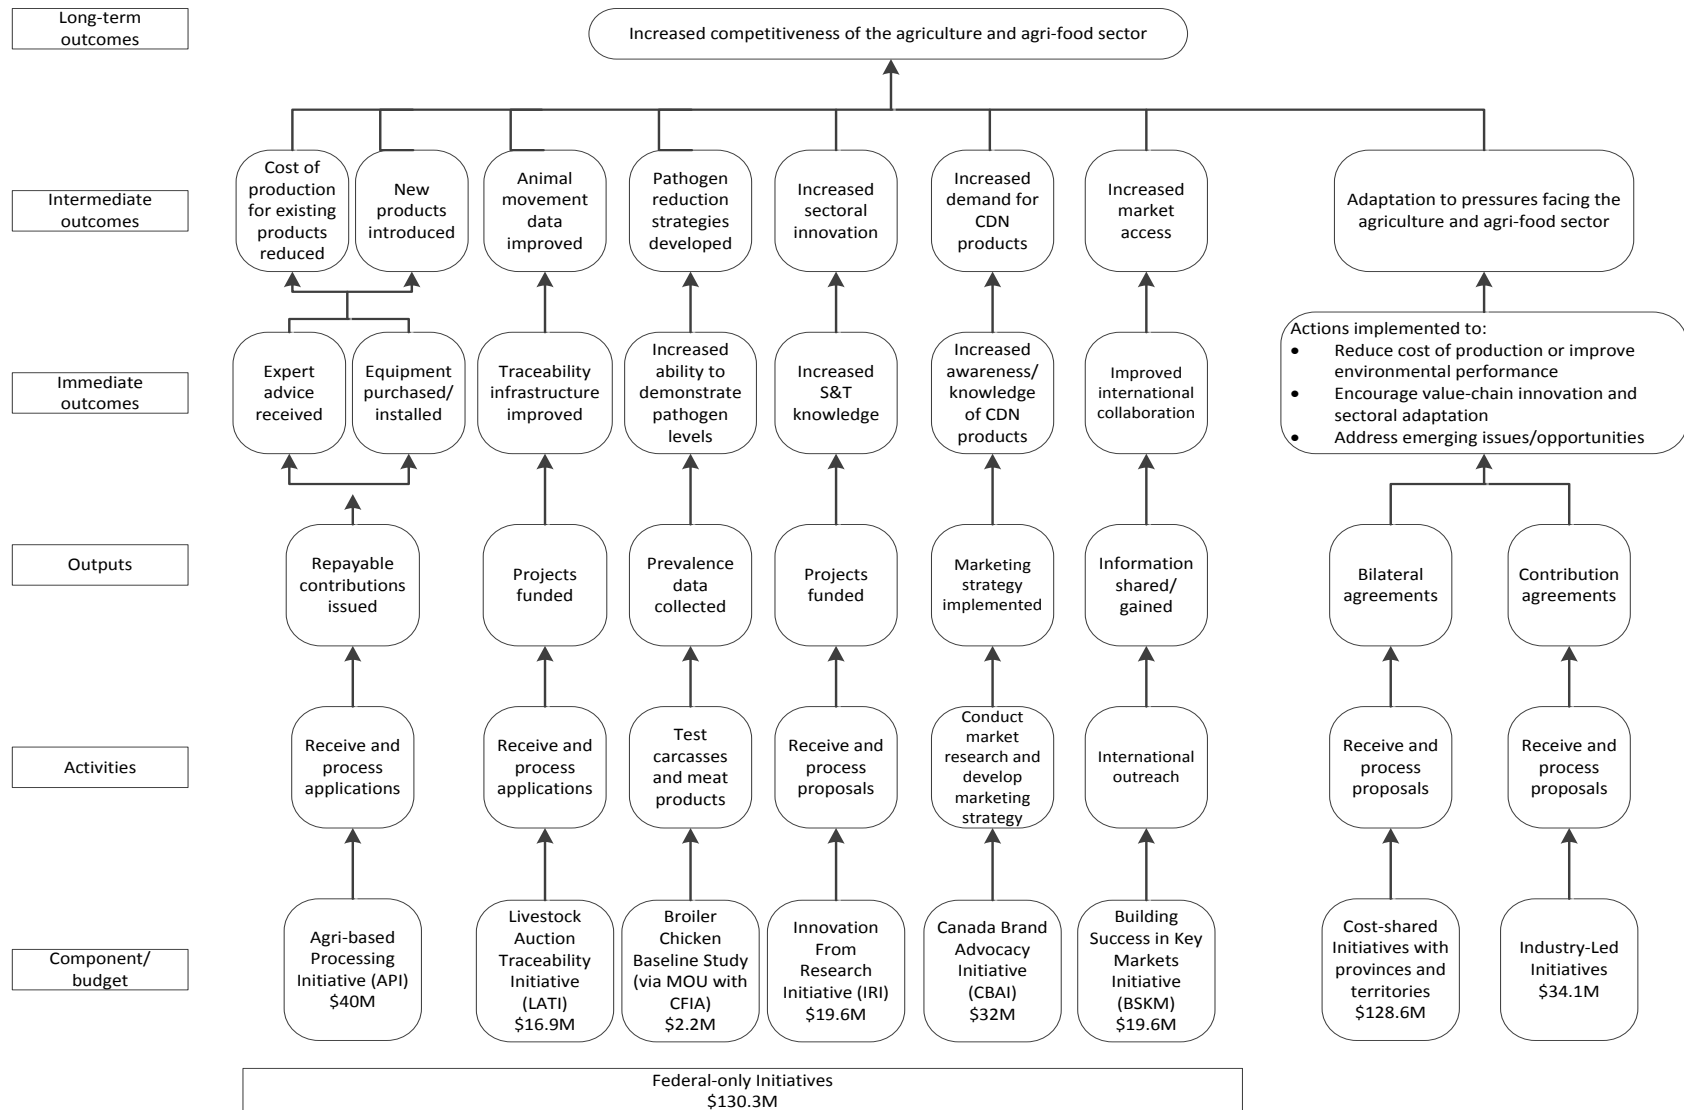 Long-term
outcomes
Increased competitiveness of the agriculture and agri-food sector
Intermediate
outcomes
Cost of
production
for existing
products
reduced
New
products
introduced
Animal
movement
data
improved
Pathogen
reduction
strategies
developed
Increased
sectoral
innovation
Increased
demand for
CDN
products
Increased
market
access
Adaptation to pressures facing the
agriculture and agri-food sector
Immediate
outcomes
Expert
advice
received
Equipment
purchased/
installed
Traceability
infrastructure
improved
Increased
ability to
demonstrate
pathogen
levels
Increased
S&T
knowledge
Increased
awareness/
knowledge
of CDN
products
Improved
international
collaboration
Actions implemented to:
• Reduce cost of production or improve
environmental performance
• Encourage value-chain innovation and
sectoral adaptation
• Address emerging issues/opportunities
Outputs
Repayable
contributions
issued
Projects
funded
Prevalence
data
collected
Projects
funded
Marketing
strategy
implemented
Information
shared/
gained
Bilateral
agreements
Contribution
agreements
Activities
Receive and
process
applications
Receive and
process
applications
Test
carcasses
and meat
products
Receive and
process
proposals
Conduct
market
research and
develop
marketing
strategy
International
outreach
Receive and
process
proposals
Receive and
process
proposals
Component/
budget
Agri-based
Processing
Initiative (API)
$40M
Livestock
Auction
Traceability
Initiative
(LATI)
$16.9M
Broiler
Chicken
Baseline Study
(via MOU with
CFIA)
$2.2M
Innovation
From
Research
Initiative (IRI)
$19.6M
Canada Brand
Advocacy
Initiative
(CBAI)
$32M
Building
Success in Key
Markets
Initiative
(BSKM)
$19.6M
Cost-shared
Initiatives with
provinces and
territories
$128.6M
Industry-Led
Initiatives
$34.1M
Federal-only Initiatives
$130.3M